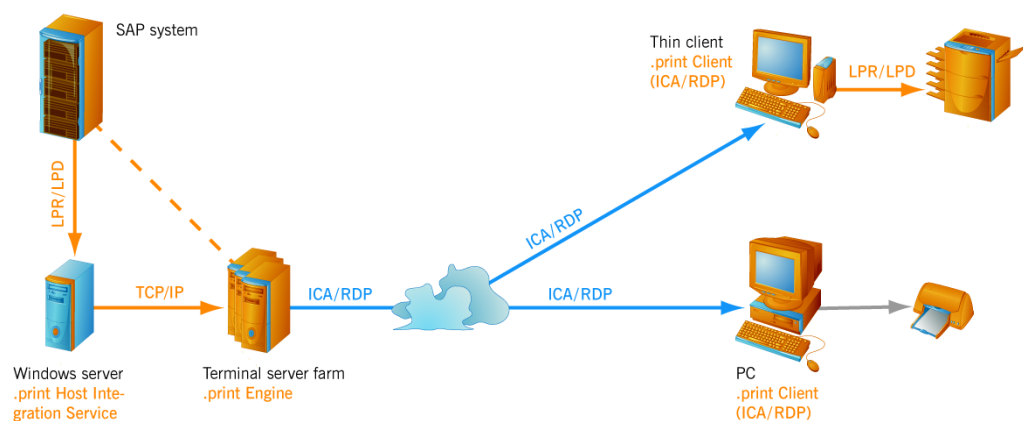 SAP system
Thin client
.print Client
(ICA/RDP)
LPR/LPD
LPR/LPD
ICA/RDP
TCP/IP
ICA/RDP
ICA/RDP
Windows server
.print Host Inte-
gration Service
Terminal server farm
.print Engine
PC
.print Client
(ICA/RDP)